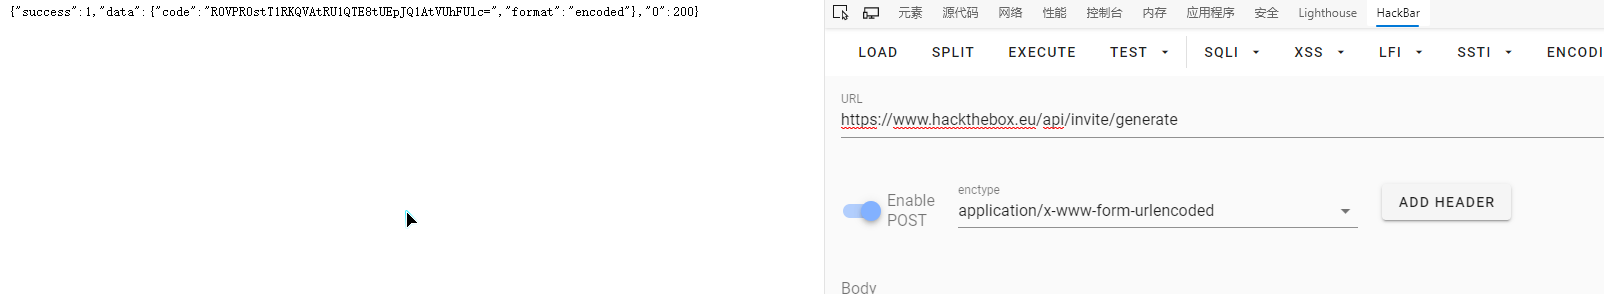 {"success":1,"data":{"code":"R0VPR0stT1RKQVAtRU1QTE8tUEpJQ1AtVUhFUlc=","format":"encoded"},"0":200}
元素 源代码 网络 性能 控制台 内存 应用程序 安全 Lighthouse HackBar
LOAD SPLIT EXECUTE TEST SQLI XSS LFI SSTI ENCODI
URL
https://www.hackthebox.eu/api/invite/generate
enctype
Enable POST
application/x-www-form-urlencoded
ADD HEADER
Body